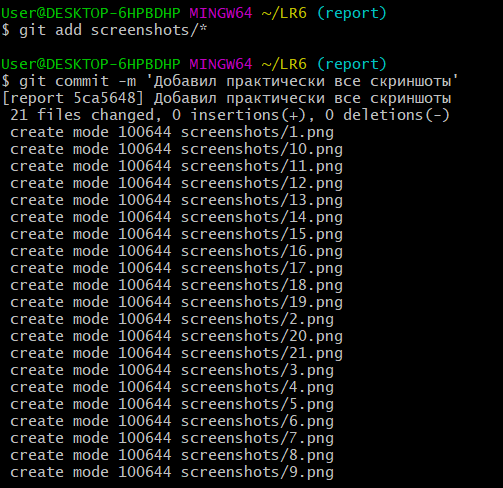 User@DESKTOP-6HPBDHP MINGW64 ~/LR6 (report)
$ git add screenshots/*
User@DESKTOP-6HPBDHP MINGW64 ~/LR6 (report)
$ git commit -m 'Добавил практически все скриншоты'
[report 5ca5648] Добавил практически все скриншоты
 21 files changed, 0 insertions(+), 0 deletions(-)
 create mode 100644 screenshots/1.png
 create mode 100644 screenshots/10.png
 create mode 100644 screenshots/11.png
 create mode 100644 screenshots/12.png
 create mode 100644 screenshots/13.png
 create mode 100644 screenshots/14.png
 create mode 100644 screenshots/15.png
 create mode 100644 screenshots/16.png
 create mode 100644 screenshots/17.png
 create mode 100644 screenshots/18.png
 create mode 100644 screenshots/19.png
 create mode 100644 screenshots/2.png
 create mode 100644 screenshots/20.png
 create mode 100644 screenshots/21.png
 create mode 100644 screenshots/3.png
 create mode 100644 screenshots/4.png
 create mode 100644 screenshots/5.png
 create mode 100644 screenshots/6.png
 create mode 100644 screenshots/7.png
 create mode 100644 screenshots/8.png
 create mode 100644 screenshots/9.png